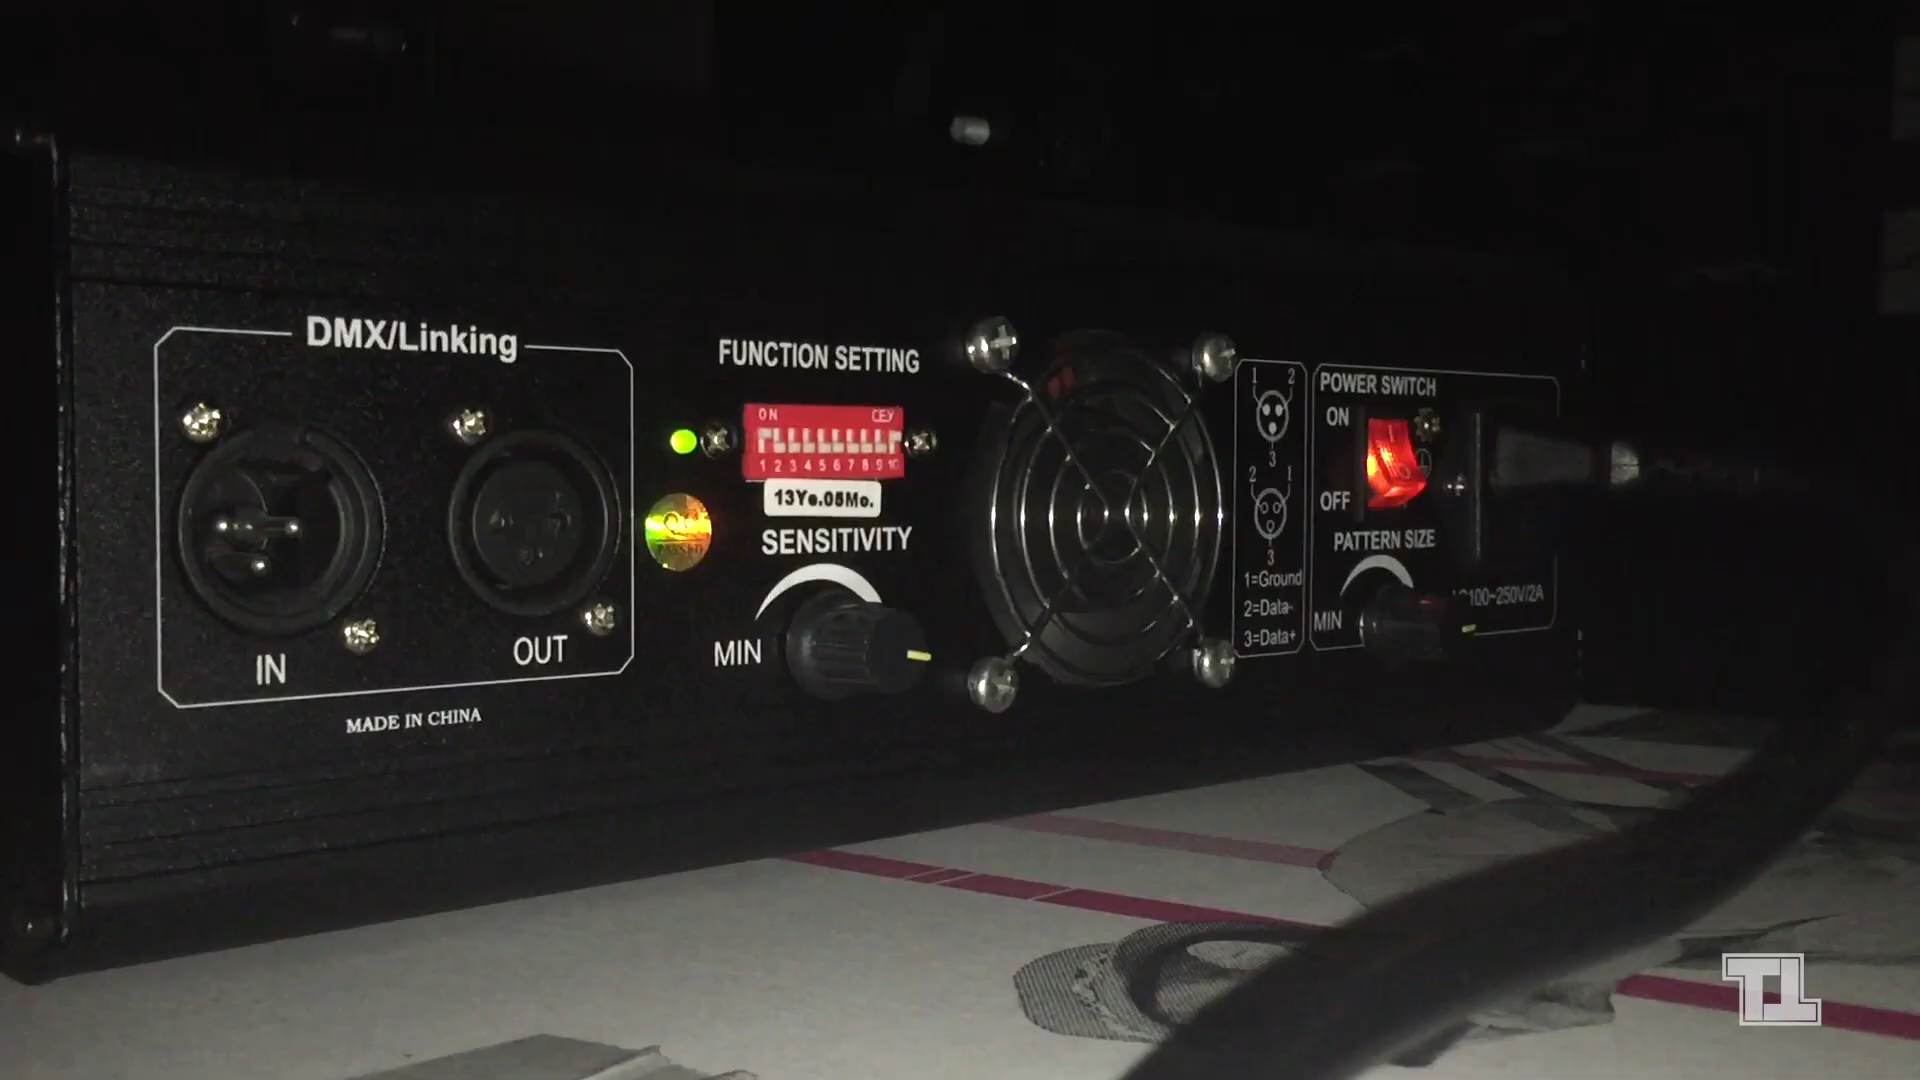 DMX/Linking
IN
OUT
MADE IN CHINA
FUNCTION SETTING
ON
1 2 3 4 5 6 7 8 9 10
13Ye.05Mo.
SENSITIVITY
MIN
1 2
3
2 1
3
1=Ground
2=Data-
3=Data+
POWER SWITCH
ON
OFF
PATTERN SIZE
MIN
100~250V/2A
TL